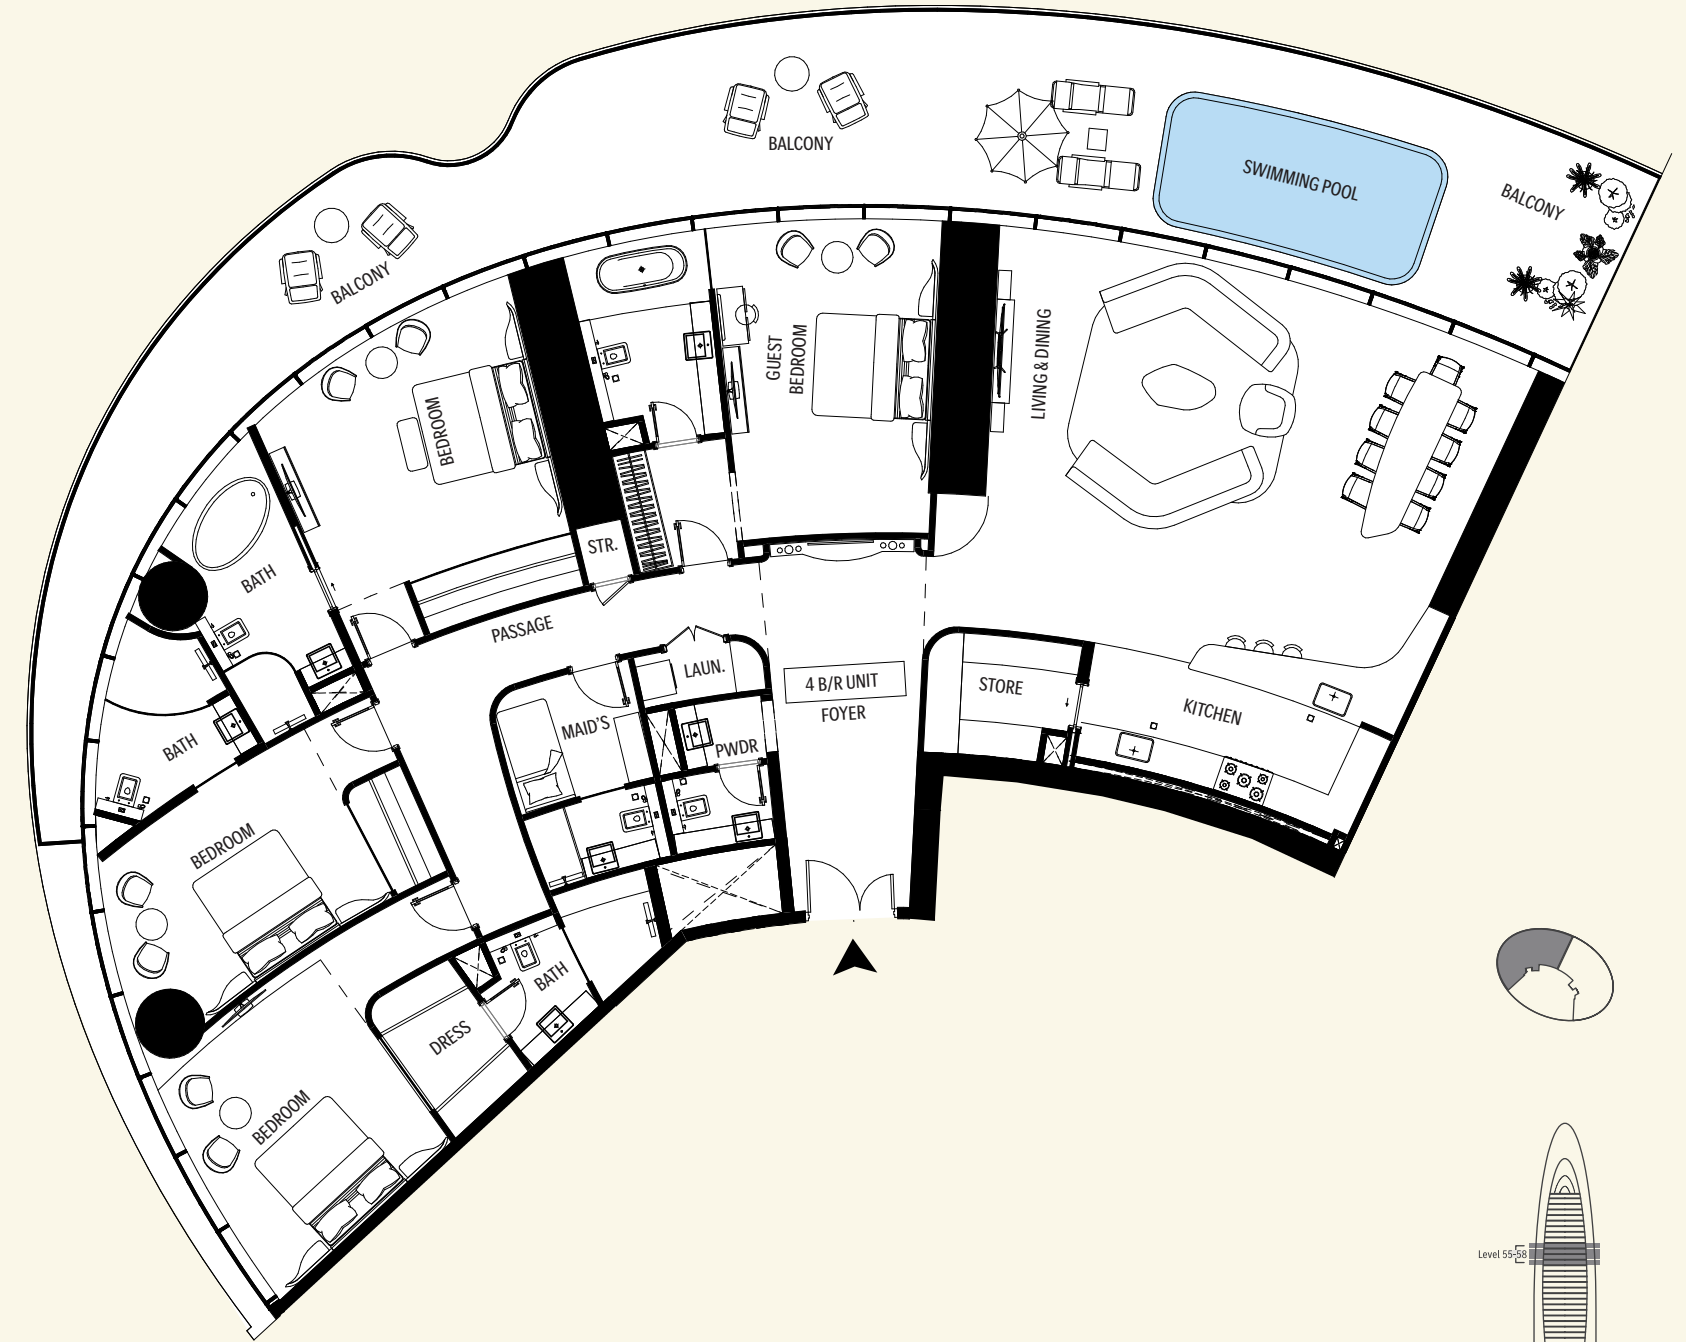 BALCONY
SWIMMING POOL
BALCONY
BALCONY
GUEST
BEDROOM
LIVING & DINING
BEDROOM
STR.
BATH
PASSAGE
LAUN.
4 B/R UNIT
FOYER
STORE
KITCHEN
MAID'S
PWDR
BATH
BEDROOM
BATH
DRESS
BEDROOM
Level 55-58